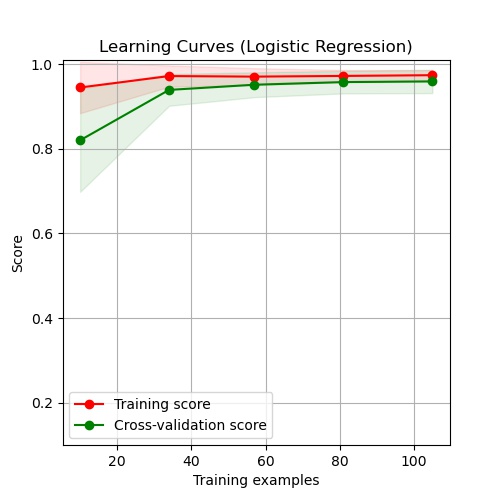 Learning Curves (Logistic Regression)
1.0
0.8
0.6
0.4
0.2
Score
Training score
Cross-validation score
20 40 60 80 100
Training examples